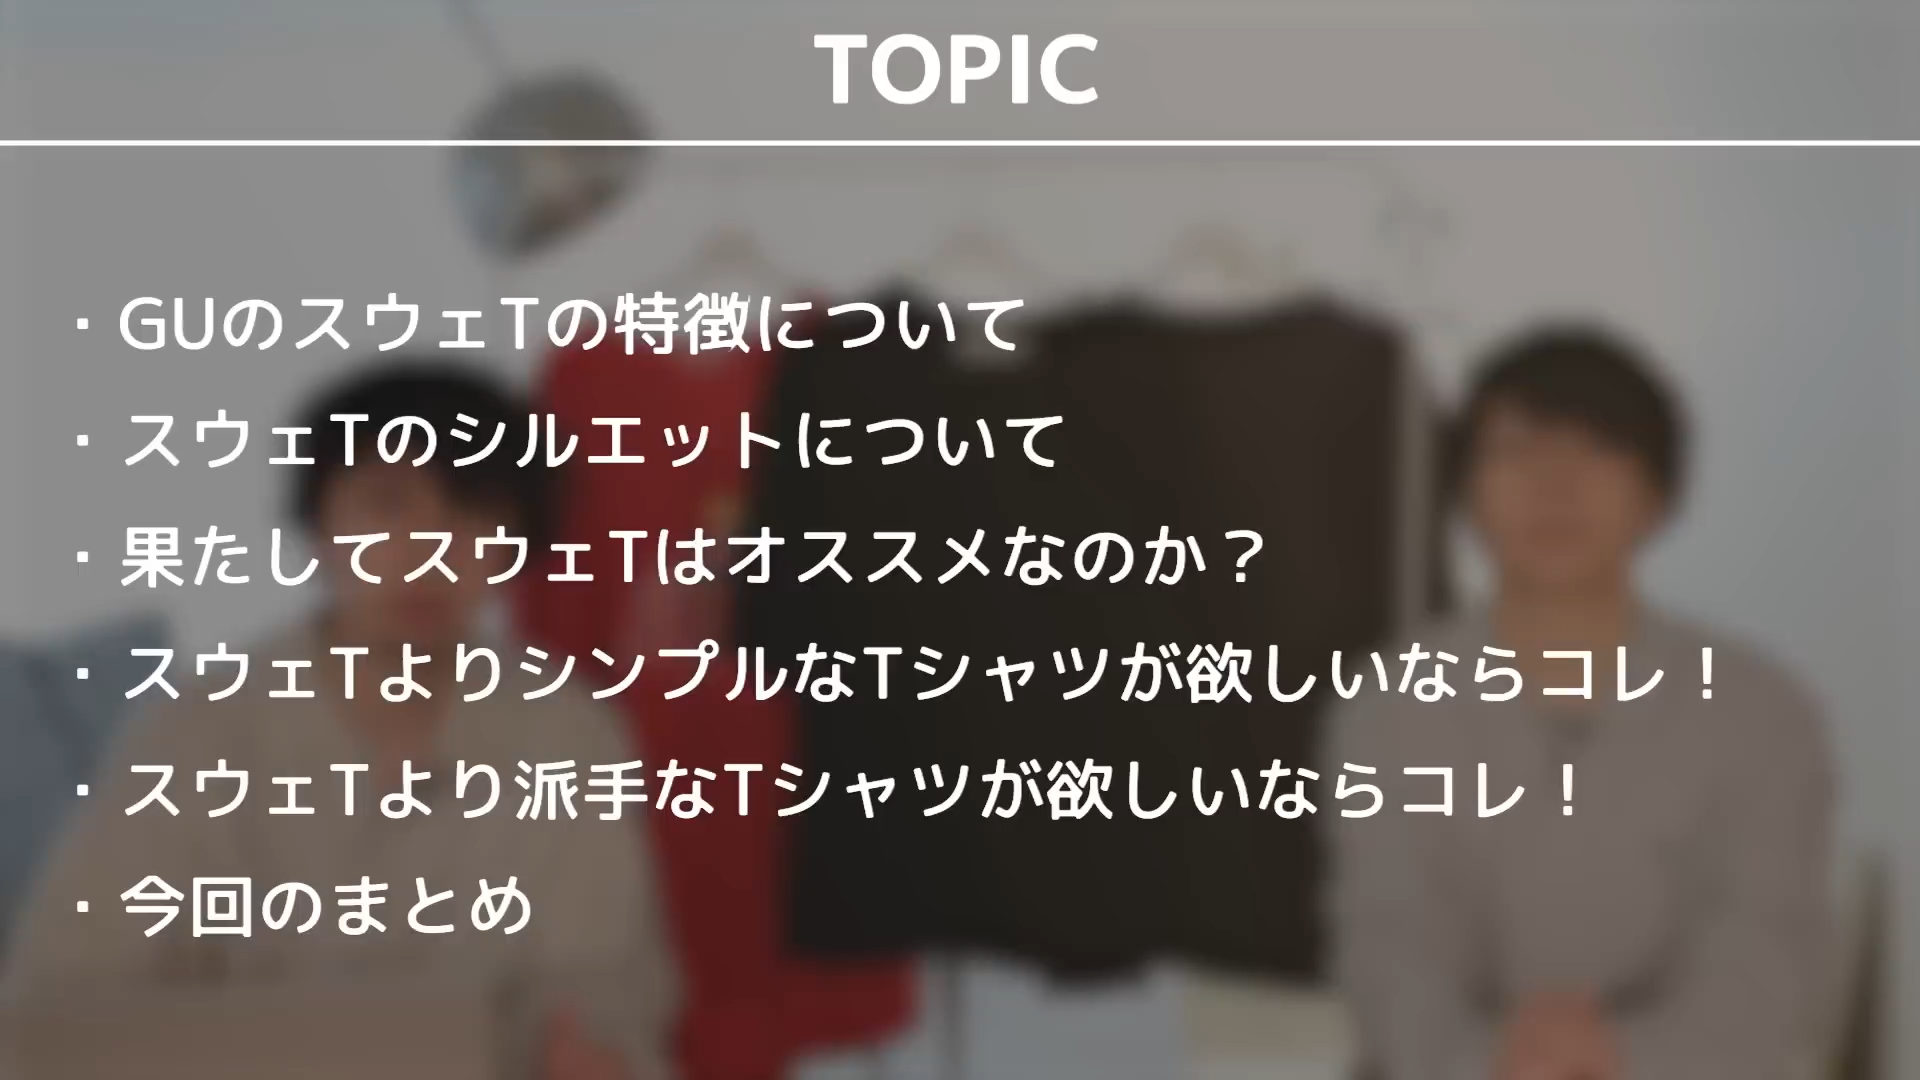 TOPIC
・GUのスウェTの特徴について
・スウェTのシルエットについて
・果たしてスウェTはオススメなのか？
・スウェTよりシンプルなTシャツが欲しいならコレ！
・スウェTより派手なTシャツが欲しいならコレ！
・今回のまとめ